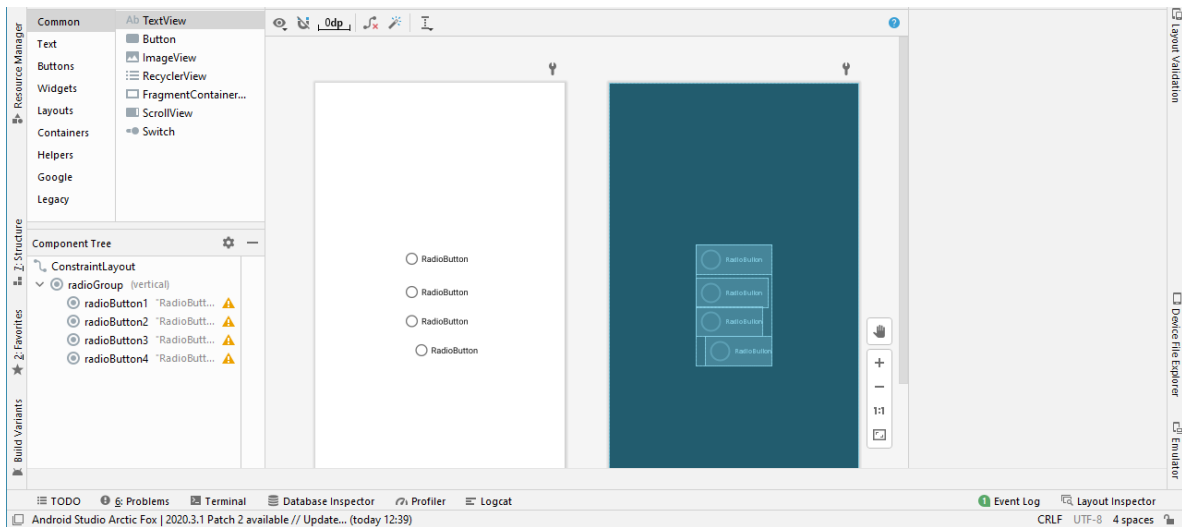 Resource Manager
Z: Structure
2: Favorites
Build Variants
Common
Text
Buttons
Widgets
Layouts
Containers
Helpers
Google
Legacy
Ab TextView
Button
ImageView
RecyclerView
FragmentContainer...
ScrollView
Switch
0dp
Component Tree
ConstraintLayout
radioGroup (vertical)
radioButton1 "RadioButt...
radioButton2 "RadioButt...
radioButton3 "RadioButt...
radioButton4 "RadioButt...
RadioButton
RadioButton
RadioButton
RadioButton
RadioButton
RadioButton
RadioButton
RadioButton
1:1
Layout Validation
Device File Explorer
Emulator
TODO
6: Problems
Terminal
Database Inspector
Profiler
Logcat
1 Event Log
Layout Inspector
Android Studio Arctic Fox | 2020.3.1 Patch 2 available // Update... (today 12:39)
CRLF UTF-8 4 spaces